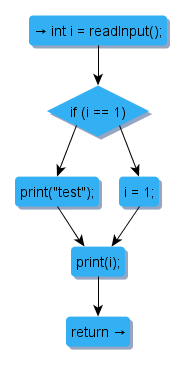 → int i = readInput();
if (i == 1)
print("test");
i = 1;
print(i);
return →